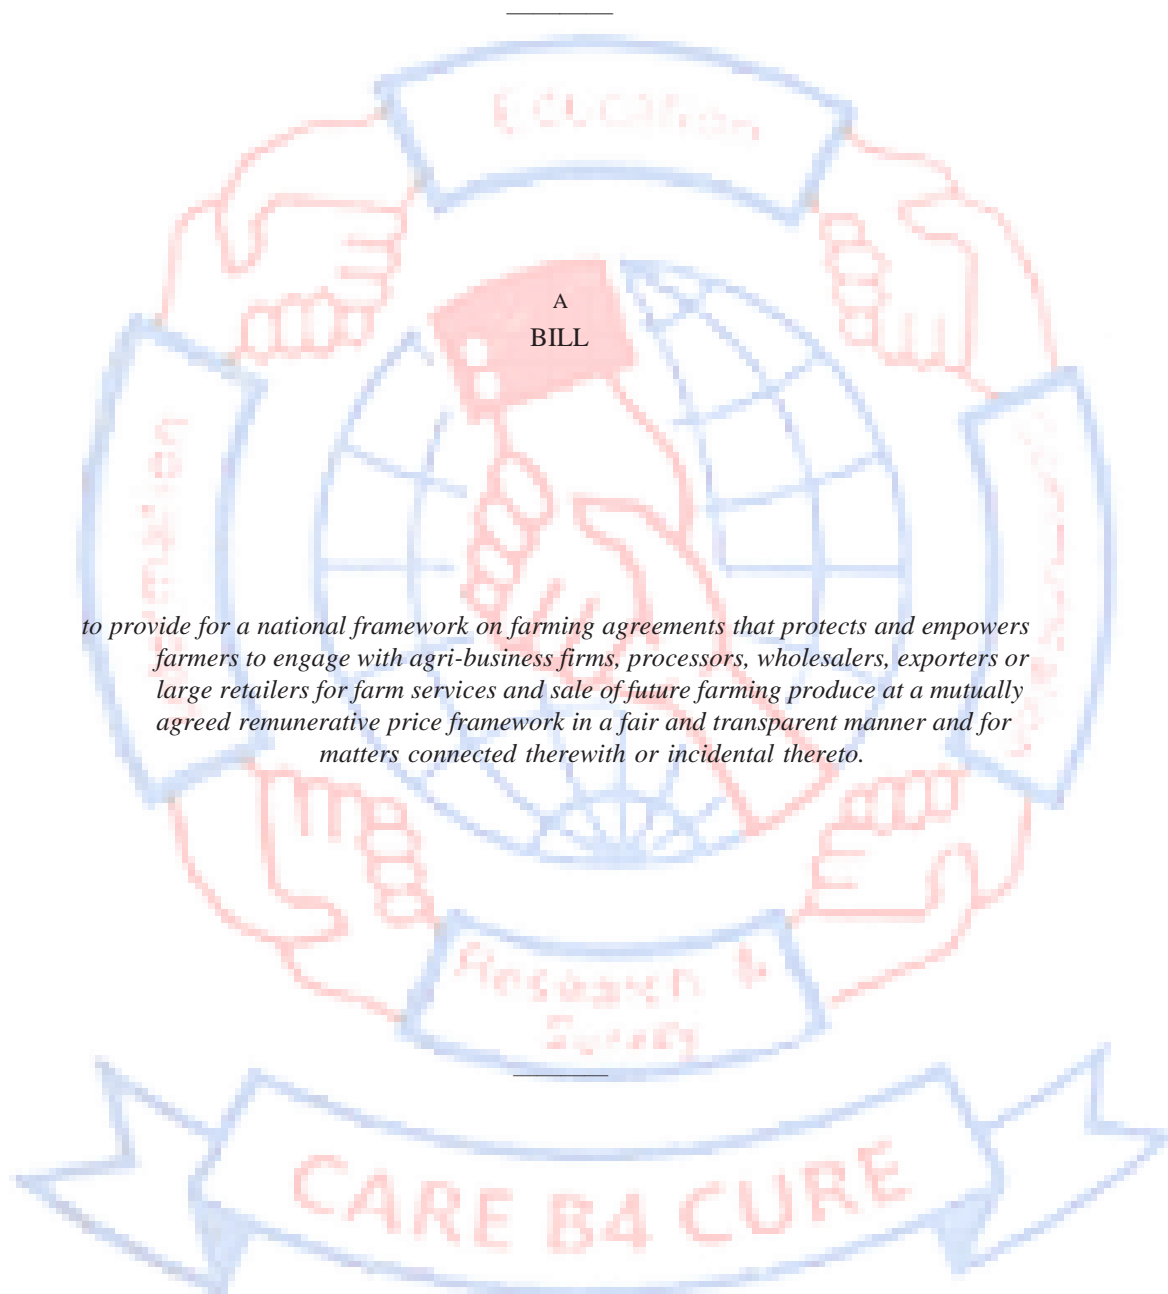 Education
A
BILL
to provide for a national framework on farming agreements that protects and empowers
farmers to engage with agri-business firms, processors, wholesalers, exporters or
large retailers for farm services and sale of future farming produce at a mutually
agreed remunerative price framework in a fair and transparent manner and for
matters connected therewith or incidental thereto.
Research &
Survey
CARE B4 CURE